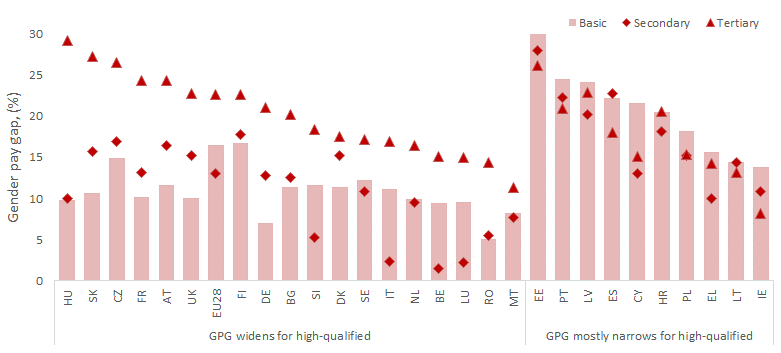 Basic Secondary Tertiary
30
25
20
15
10
5
0
Gender pay gap, (%)
HU SK CZ FR AT UK EU28 FI DE BG SI DK SE IT NL BE LU RO MT EE PT LV ES CY HR PL EL LT IE
GPG widens for high-qualified GPG mostly narrows for high-qualified